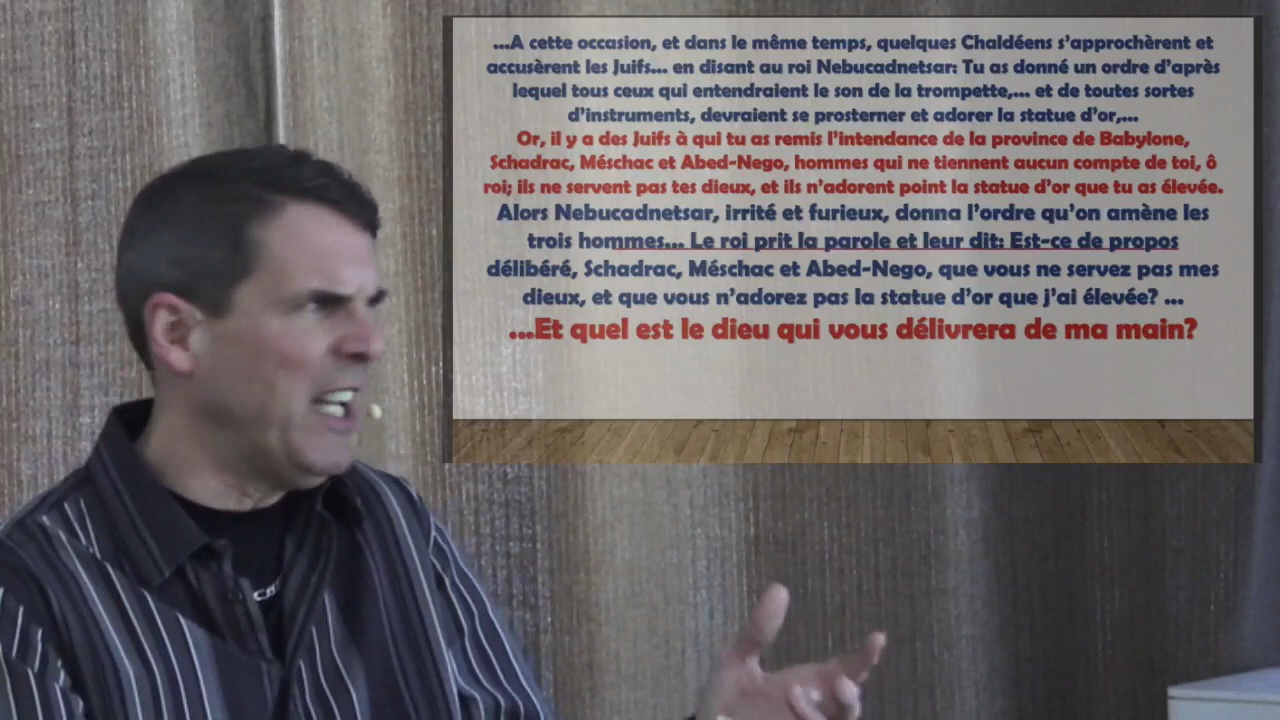 ...A cette occasion, et dans le même temps, quelques Chaldéens s'approchèrent et
accusèrent les Juifs... en disant au roi Nebucadnetsar: Tu as donné un ordre d'après
lequel tous ceux qui entendraient le son de la trompette,... et de toutes sortes
d'instruments, devraient se prosterner et adorer la statue d'or,...
Or, il y a des Juifs à qui tu as remis l'intendance de la province de Babylone,
Schadrac, Méschac et Abed-Nego, hommes qui ne tiennent aucun compte de toi, ô
roi; ils ne servent pas tes dieux, et ils n'adorent point la statue d'or que tu as élevée.
Alors Nebucadnetsar, irrité et furieux, donna l'ordre qu'on amène les
trois hommes... Le roi prit la parole et leur dit: Est-ce de propos
délibéré, Schadrac, Méschac et Abed-Nego, que vous ne servez pas mes
dieux, et que vous n'adorez pas la statue d'or que j'ai élevée? ...
...Et quel est le dieu qui vous délivrera de ma main?